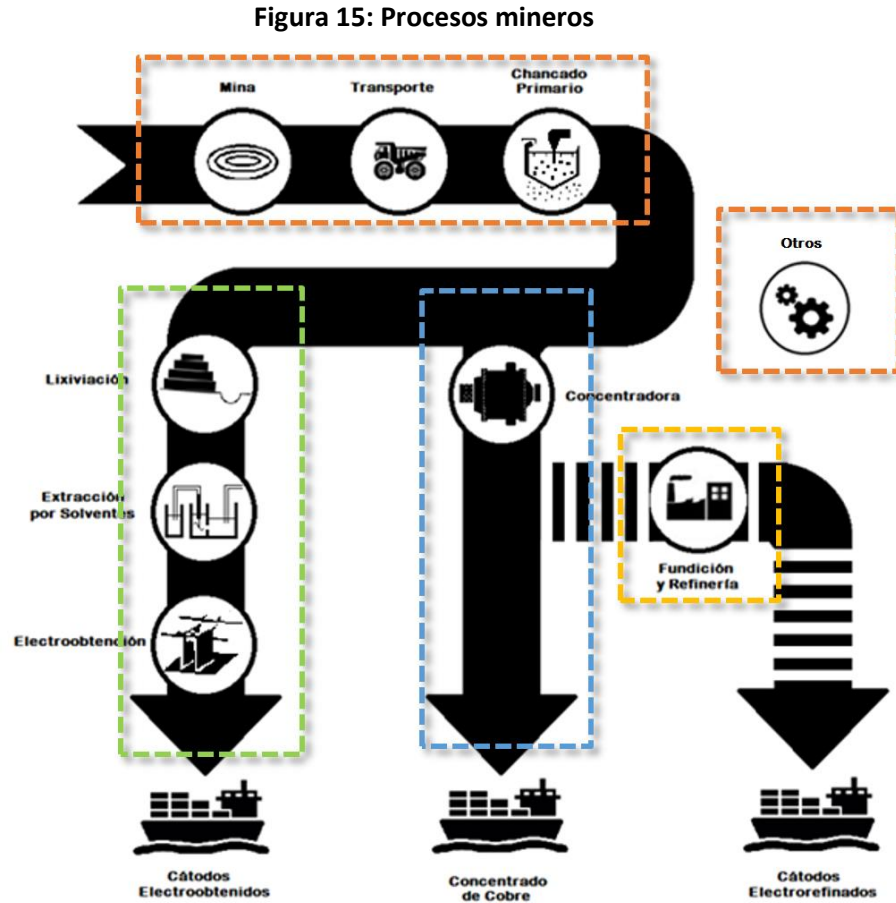 Figura 15: Procesos mineros
Mina
Transporte
Chancado
Primario
Otros
Lixiviación
Concentradora
Extracción
por Solventes
Fundición
y Refinería
Electroobtención
Cátodos
Electroobtenidos
Concentrado
de Cobre
Cátodos
Electrorefinados